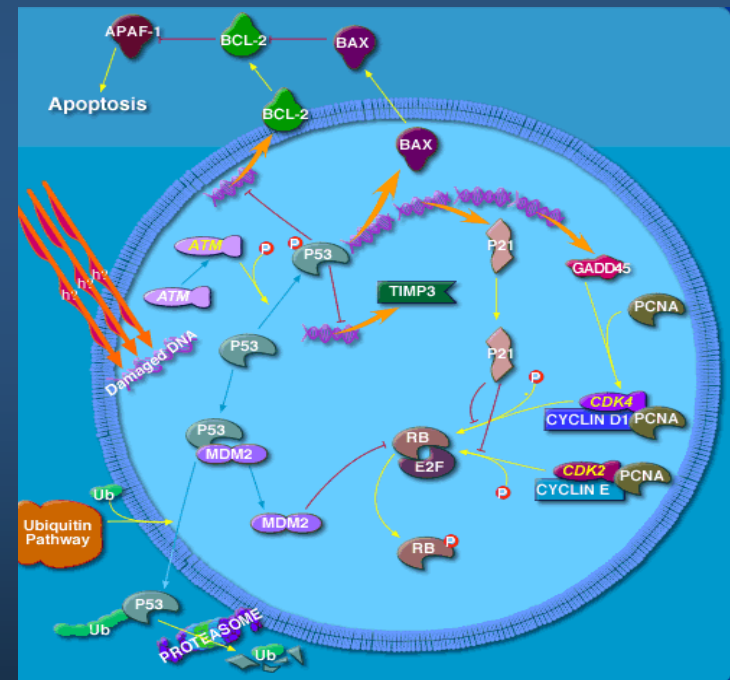 APAF-1
BCL-2
BAX
Apoptosis
BCL-2
BAX
ATM
P
P
P53
P21
GADD45
h?
h?
h?
ATM
TIMP3
PCNA
Damaged DNA
P53
P21
P
CDK4
CYCLIN D1
PCNA
P53
MDM2
RB
E2F
CDK2
PCNA
CYCLIN E
P
Ub
Ubiquitin
Pathway
MDM2
RB
P
P53
Ub
PROTEASOME
Ub